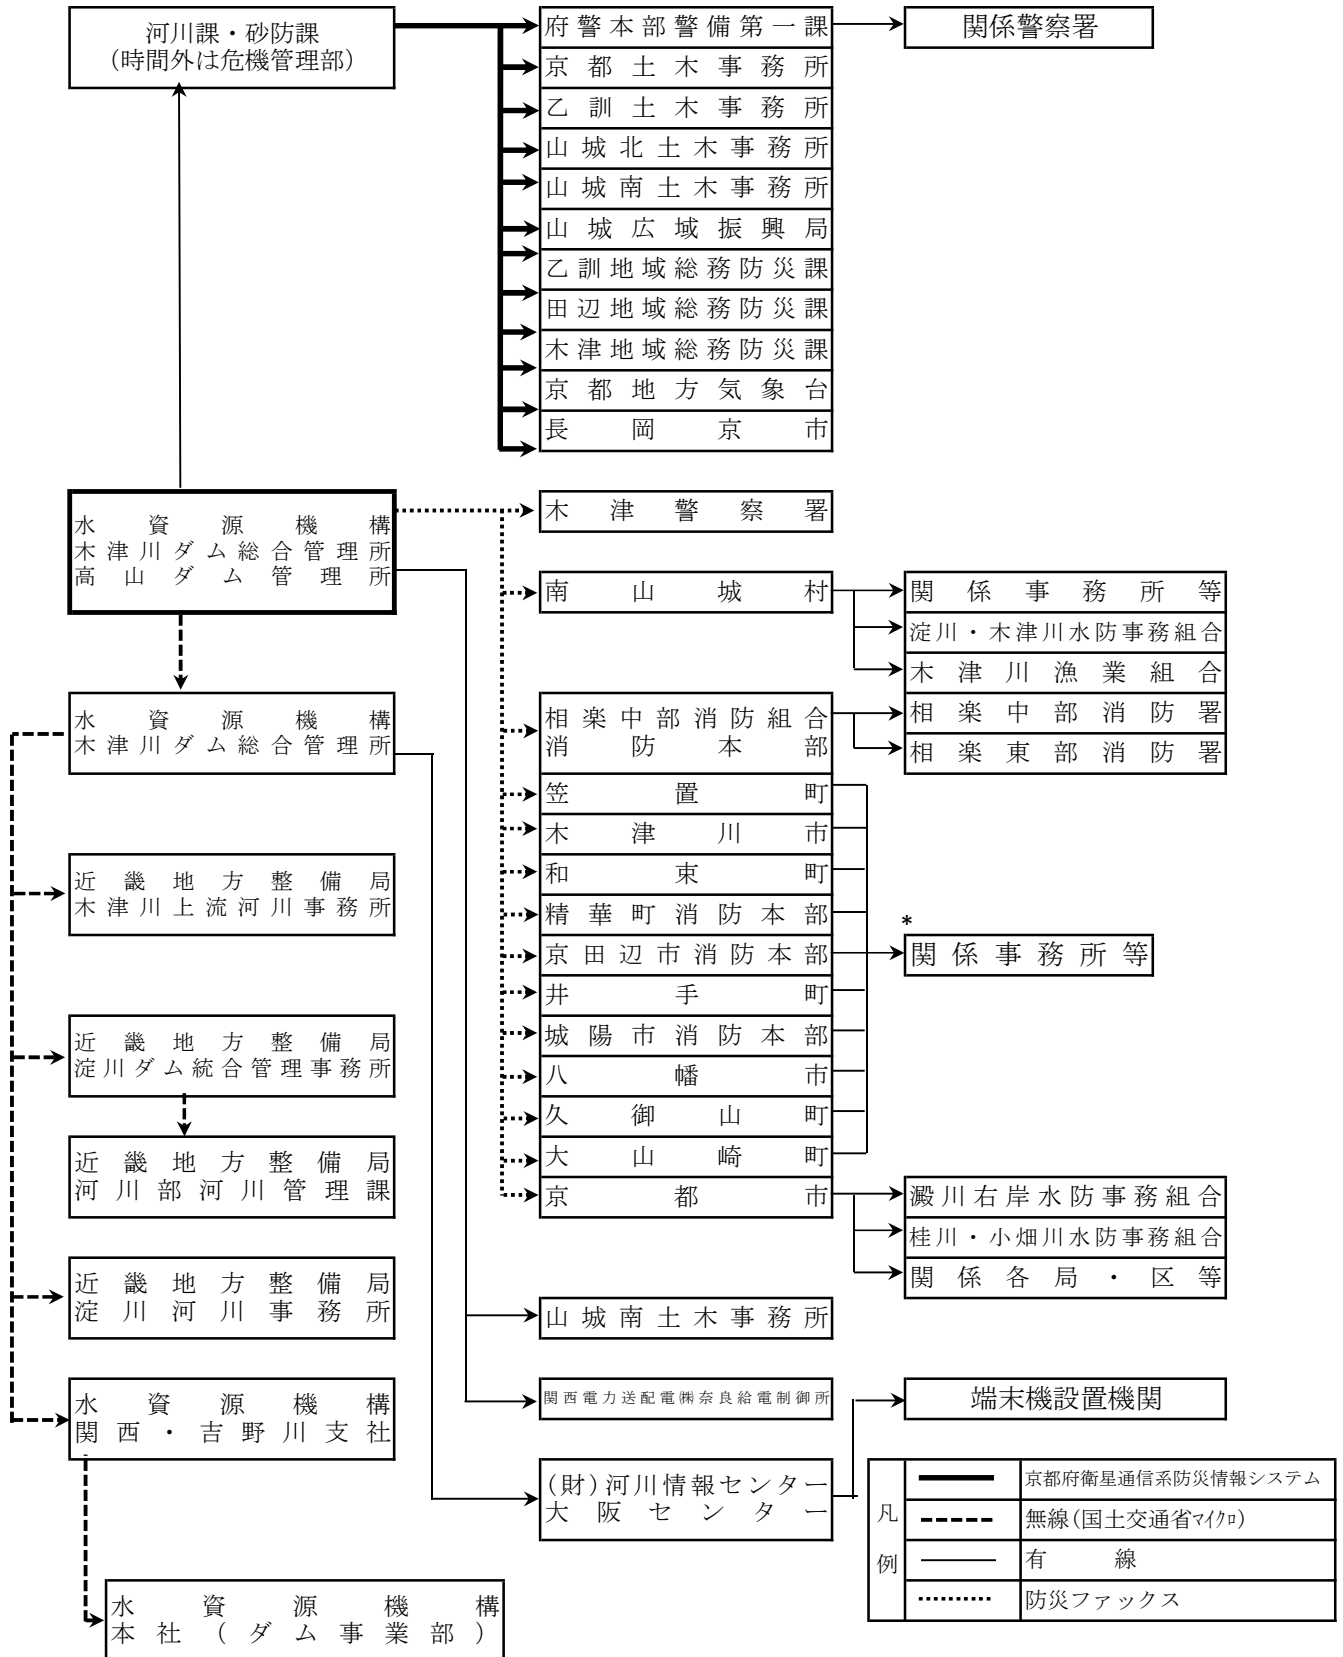 河川課・砂防課
(時間外は危機管理部)
府警本部警備第一課
関係警察署
京都土木事務所
乙訓土木事務所
山城北土木事務所
山城南土木事務所
山城広域振興局
乙訓地域総務防災課
田辺地域総務防災課
木津地域総務防災課
京都地方気象台
長岡京市
水資源機構
木津川ダム総合管理所
高山ダム管理所
木津警察署
南山城村
関係事務所等
淀川・木津川水防事務組合
木津川漁業組合
水資源機構
木津川ダム総合管理所
相楽中部消防組合
消防本部
相楽中部消防署
相楽東部消防署
笠置町
木津川市
和束町
精華町消防本部
京田辺市消防本部
井手町
城陽市消防本部
八幡市
久御山町
大山崎町
京都市
*
関係事務所等
近畿地方整備局
木津川上流河川事務所
近畿地方整備局
淀川ダム統合管理事務所
近畿地方整備局
河川部河川管理課
澱川右岸水防事務組合
桂川・小畑川水防事務組合
関係各局・区等
近畿地方整備局
淀川河川事務所
山城南土木事務所
水資源機構
関西・吉野川支社
関西電力送配電㈱奈良給電制御所
端末機設置機関
(財)河川情報センター
大阪センター
水資源機構
本社(ダム事業部)
凡例
京都府衛星通信系防災情報システム
無線(国土交通省ﾏｲｸﾛ)
有線
防災ファックス